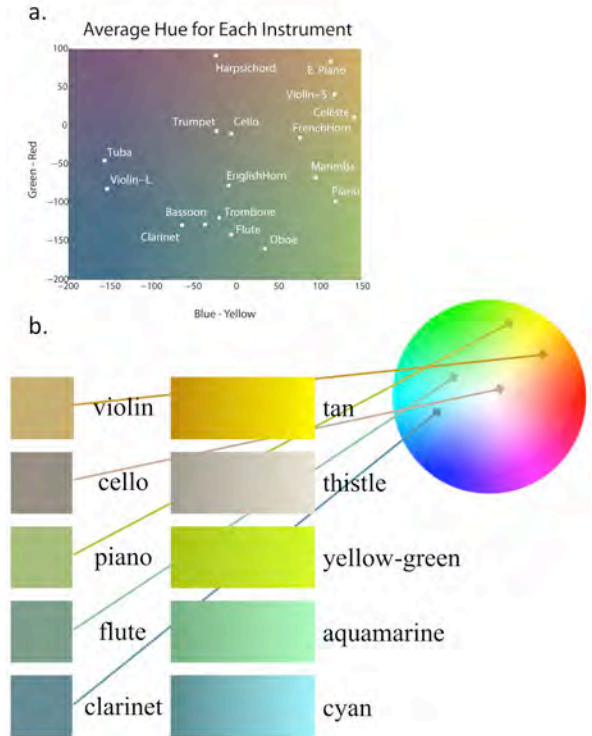 a.
Average Hue for Each Instrument
100
50
0
−50
−100
−150
−200
Green - Red
Harpsichord
E. Piano
Violin−S
Celeste
Trumpet
Cello
FrenchHorn
Tuba
Marimba
Violin−L
EnglishHorn
Piano
Bassoon
Trombone
Clarinet
Flute
Oboe
−200
−150
−100
−50
0
50
100
150
Blue - Yellow
b.
violin
tan
cello
thistle
piano
yellow-green
flute
aquamarine
clarinet
cyan